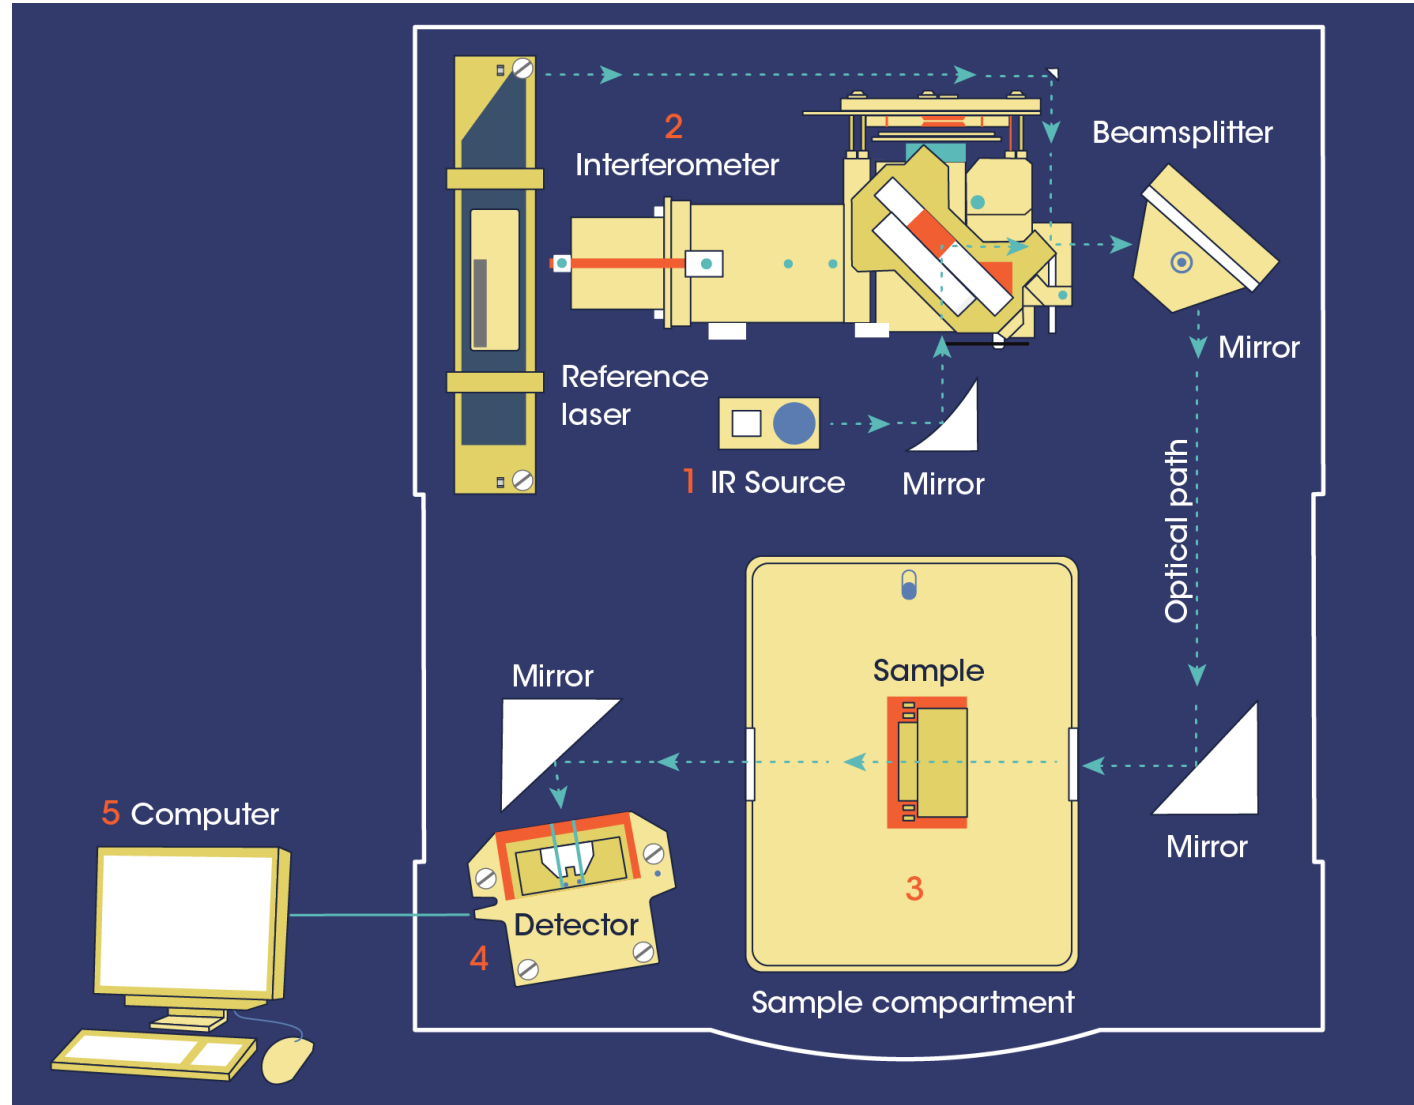 2
Interferometer
Beamsplitter
Mirror
Reference
laser
1 IR Source
Mirror
Optical path
Mirror
Sample
Mirror
5 Computer
3
Detector
4
Sample compartment